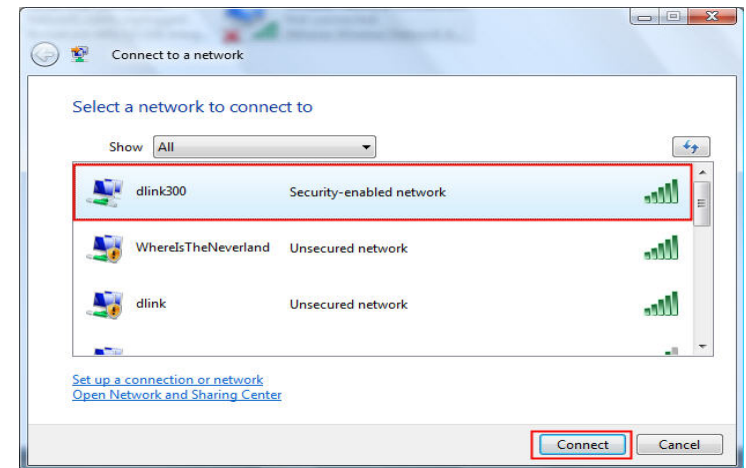 Connect to a network
Select a network to connect to
Show All
dlink300 Security-enabled network
WhereIsTheNeverland Unsecured network
dlink Unsecured network
Set up a connection or network
Open Network and Sharing Center
Connect Cancel